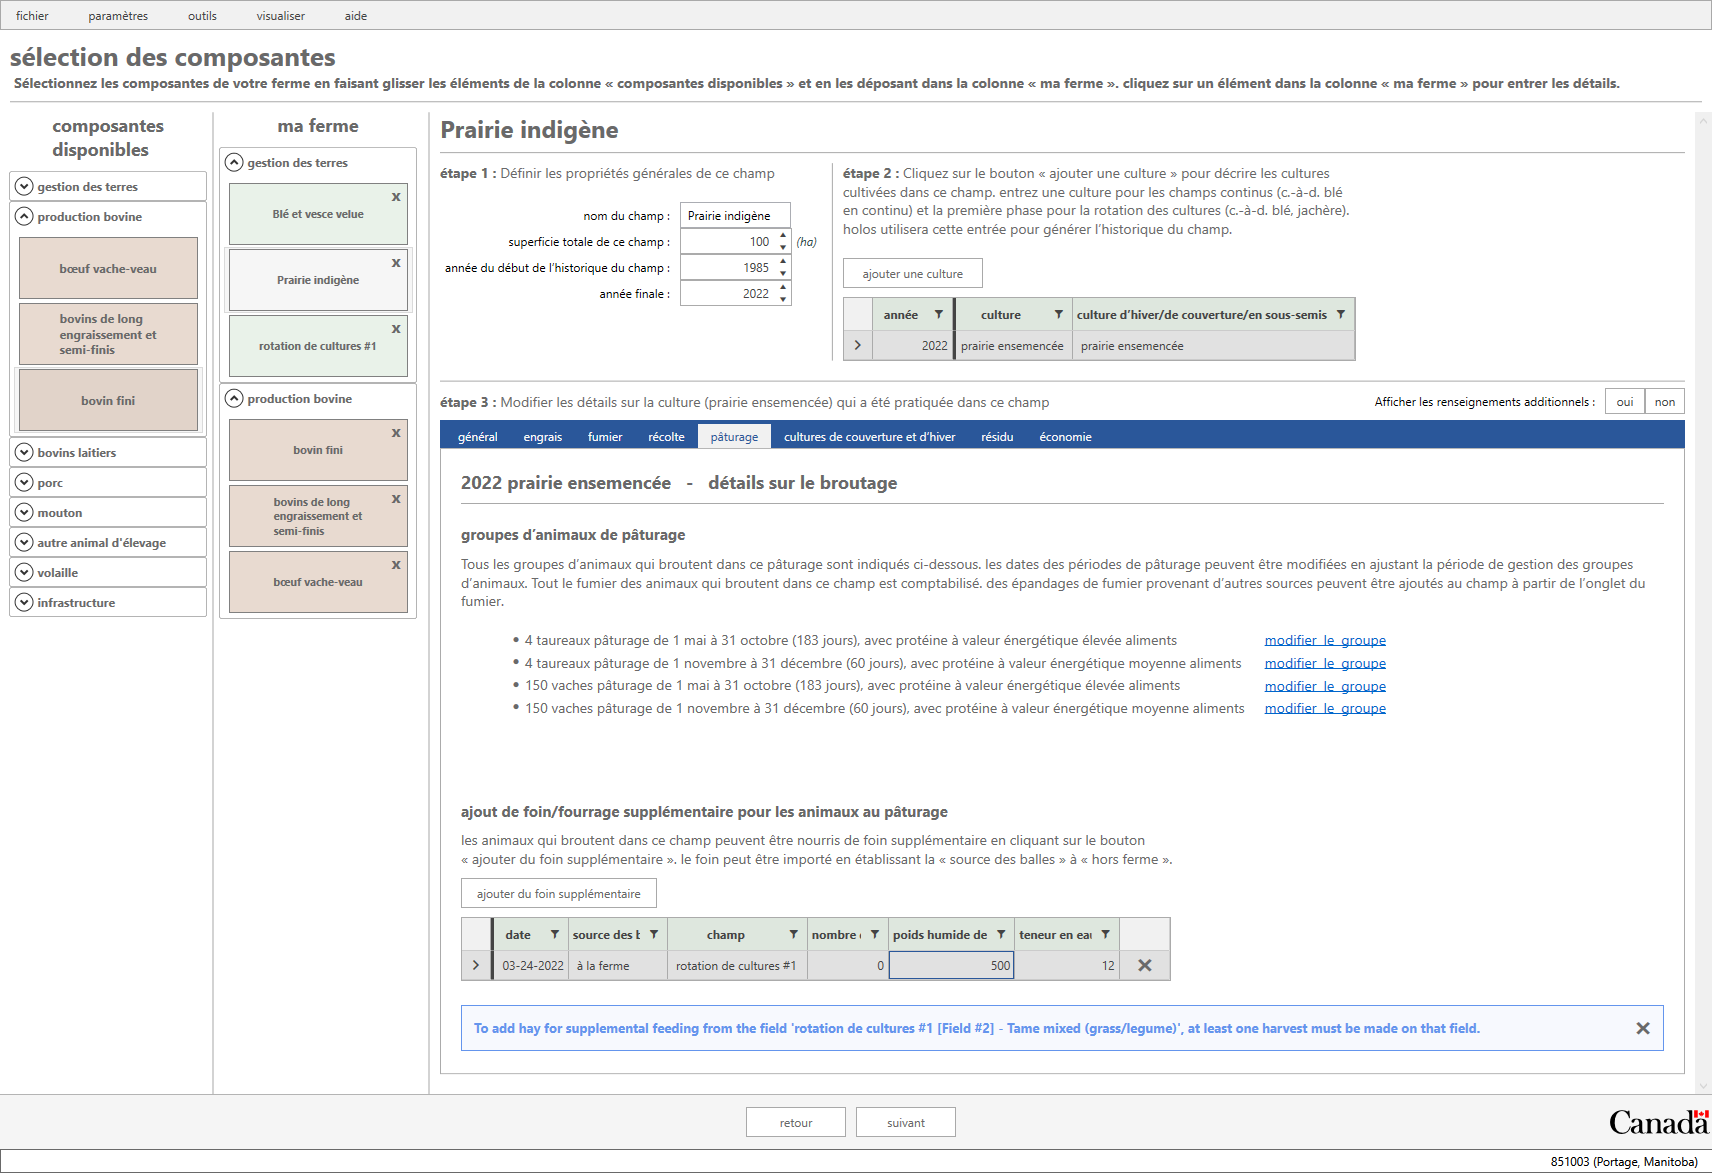 fichier paramètres outils visualiser aide
sélection des composantes
Sélectionnez les composantes de votre ferme en faisant glisser les éléments de la colonne « composantes disponibles » et en les déposant dans la colonne « ma ferme ». cliquez sur un élément dans la colonne « ma ferme » pour entrer les détails.
composantes
disponibles
gestion des terres
production bovine
bœuf vache-veau
bovins de long
engraissement et
semi-finis
bovin fini
bovins laitiers
porc
mouton
autre animal d'élevage
volaille
infrastructure
ma ferme
gestion des terres
x
Blé et vesce velue
x
Prairie indigène
x
rotation de cultures #1
production bovine
x
bovin fini
x
bovins de long
engraissement et
semi-finis
x
bœuf vache-veau
Prairie indigène
étape 1 : Définir les propriétés générales de ce champ
nom du champ : Prairie indigène
superficie totale de ce champ : 100 (ha)
année du début de l'historique du champ : 1985
année finale : 2022
étape 2 : Cliquez sur le bouton « ajouter une culture » pour décrire les cultures
cultivées dans ce champ. entrez une culture pour les champs continus (c.-à-d. blé
en continu) et la première phase pour la rotation des cultures (c.-à-d. blé, jachère).
holos utilisera cette entrée pour générer l'historique du champ.
ajouter une culture
année culture culture d'hiver/de couverture/en sous-semis
2022 prairie ensemencée prairie ensemencée
étape 3 : Modifier les détails sur la culture (prairie ensemencée) qui a été pratiquée dans ce champ
Afficher les renseignements additionnels : oui non
général engrais fumier récolte pâturage cultures de couverture et d'hiver résidu économie
2022 prairie ensemencée - détails sur le broutage
groupes d'animaux de pâturage
Tous les groupes d'animaux qui broutent dans ce pâturage sont indiqués ci-dessous. les dates des périodes de pâturage peuvent être modifiées en ajustant la période de gestion des groupes
d'animaux. Tout le fumier des animaux qui broutent dans ce champ est comptabilisé. des épandages de fumier provenant d'autres sources peuvent être ajoutés au champ à partir de l'onglet du
fumier.
• 4 taureaux pâturage de 1 mai à 31 octobre (183 jours), avec protéine à valeur énergétique élevée aliments modifier le groupe
• 4 taureaux pâturage de 1 novembre à 31 décembre (60 jours), avec protéine à valeur énergétique moyenne aliments modifier le groupe
• 150 vaches pâturage de 1 mai à 31 octobre (183 jours), avec protéine à valeur énergétique élevée aliments modifier le groupe
• 150 vaches pâturage de 1 novembre à 31 décembre (60 jours), avec protéine à valeur énergétique moyenne aliments modifier le groupe
ajout de foin/fourrage supplémentaire pour les animaux au pâturage
les animaux qui broutent dans ce champ peuvent être nourris de foin supplémentaire en cliquant sur le bouton
« ajouter du foin supplémentaire ». le foin peut être importé en établissant la « source des balles » à « hors ferme ».
ajouter du foin supplémentaire
date source des champ nombre poids humide de teneur en
03-24-2022 à la ferme rotation de cultures #1 0 500 12
To add hay for supplemental feeding from the field 'rotation de cultures #1 [Field #2] - Tame mixed (grass/legume)', at least one harvest must be made on that field.
retour suivant
Canada
851003 (Portage, Manitoba)